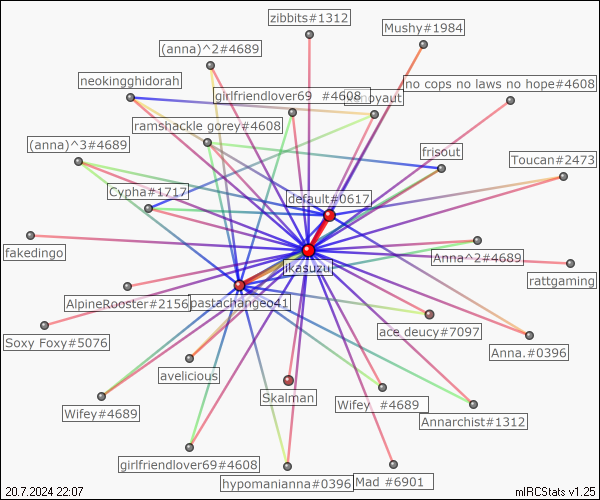 zibbits#1312
Mushy#1984
(anna)^2#4689
neokingghidorah
no cops no laws no hope#4608
girlfriendlover69 #4608
ramshackle gorey#4608
(anna)^3#4689
frisout
Toucan#2473
Cypha#1717
default#0617
fakedingo
Anna^2#4689
ikasuzu
rattgaming
AlpineRooster#2156
pastachangeo41
ace deucy#7097
Soxy Foxy#5076
Anna.#0396
avelicious
Skalman
Wifey #4689
Wifey#4689
Annarchist#1312
girlfriendlover69#4608
hypomanianna#0396
Mad #6901
20.7.2024 22:07
mIRCStats v1.25